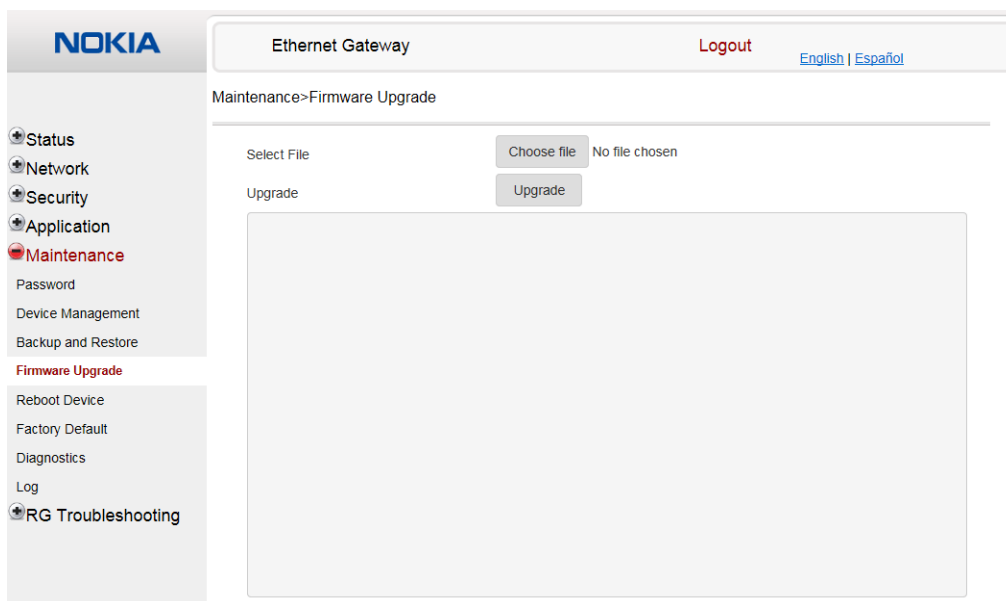 NOKIA
Ethernet Gateway
Logout
English | Español
Maintenance>Firmware Upgrade
Status
Network
Security
Application
Maintenance
Password
Device Management
Backup and Restore
Firmware Upgrade
Reboot Device
Factory Default
Diagnostics
Log
RG Troubleshooting
Select File
Choose file No file chosen
Upgrade
Upgrade